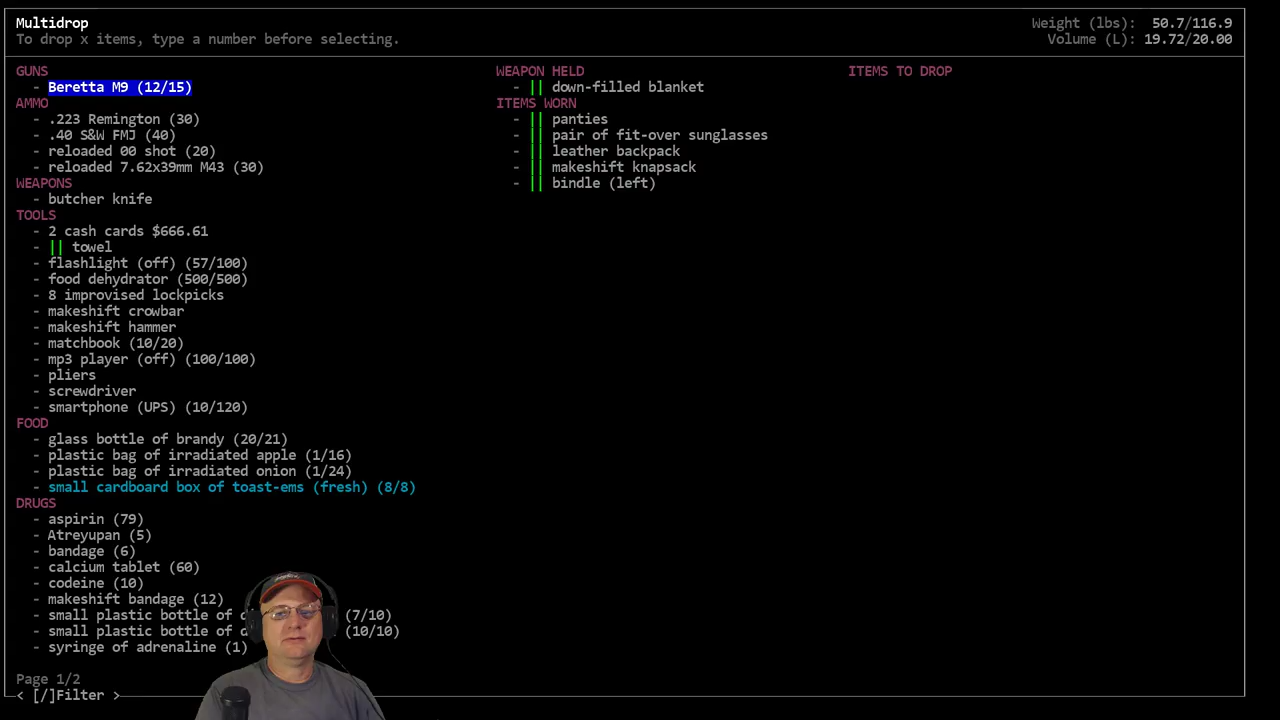 Multidrop
Weight (lbs): 50.7/116.9
To drop x items, type a number before selecting.
Volume (L): 19.72/20.00
GUNS
- Beretta M9 (12/15)
AMMO
- .223 Remington (30)
- .40 S&W FMJ (40)
- reloaded 00 shot (20)
- reloaded 7.62x39mm M43 (30)
WEAPONS
- butcher knife
TOOLS
- 2 cash cards $666.61
- || towel
- flashlight (off) (57/100)
- food dehydrator (500/500)
- 8 improvised lockpicks
- makeshift crowbar
- makeshift hammer
- matchbook (10/20)
- mp3 player (off) (100/100)
- pliers
- screwdriver
- smartphone (UPS) (10/120)
FOOD
- glass bottle of brandy (20/21)
- plastic bag of irradiated apple (1/16)
- plastic bag of irradiated onion (1/24)
- small cardboard box of toast-ems (fresh) (8/8)
DRUGS
- aspirin (79)
- Atreyupan (5)
- bandage (6)
- calcium tablet (60)
- codeine (10)
- makeshift bandage (12)
- small plastic bottle of (7/10)
- small plastic bottle of (10/10)
- syringe of adrenaline (1)
WEAPON HELD
- || down-filled blanket
ITEMS WORN
- || panties
- || pair of fit-over sunglasses
- || leather backpack
- || makeshift knapsack
- || bindle (left)
ITEMS TO DROP
Page 1/2
< [/]Filter >